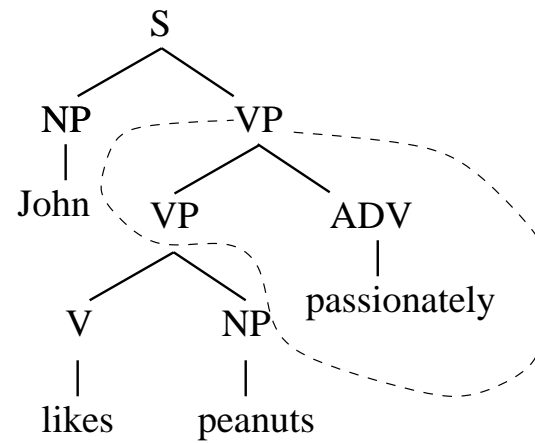 S
NP VP
John VP ADV
V NP passionately
likes peanuts